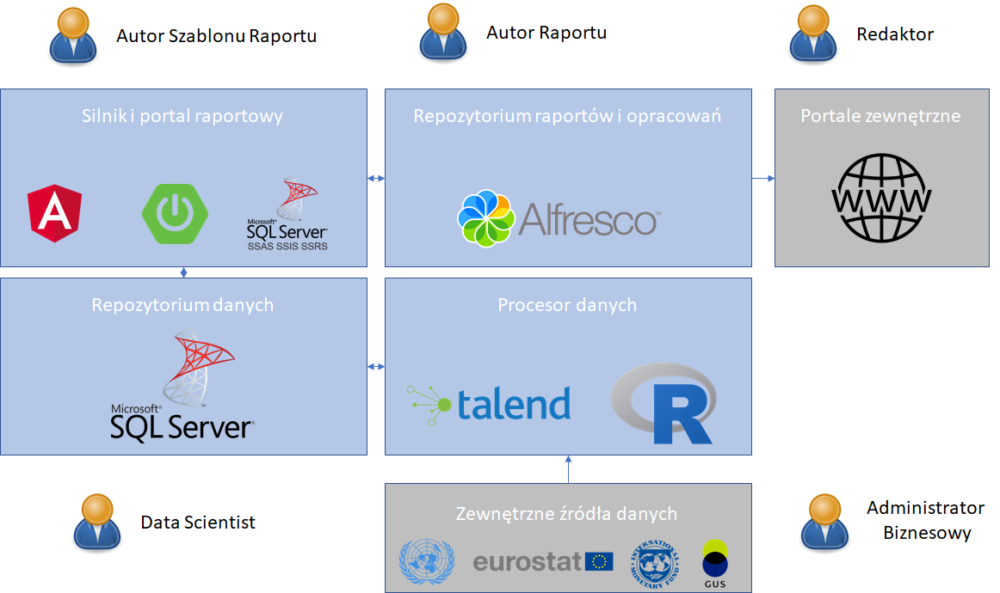 Autor Szablonu Raportu
Autor Raportu
Redaktor
Silnik i portal raportowy
Repozytorium raportów i opracowań
Portale zewnętrzne
A
Microsoft®
SQL Server®
SSAS SSIS SSRS
Alfresco™
WWW
Repozytorium danych
Procesor danych
Microsoft®
SQL Server®
talend
R
Data Scientist
Zewnętrzne źródła danych
eurostat
INTERNATIONAL
MONETARY FUND
GUS
Administrator
Biznesowy